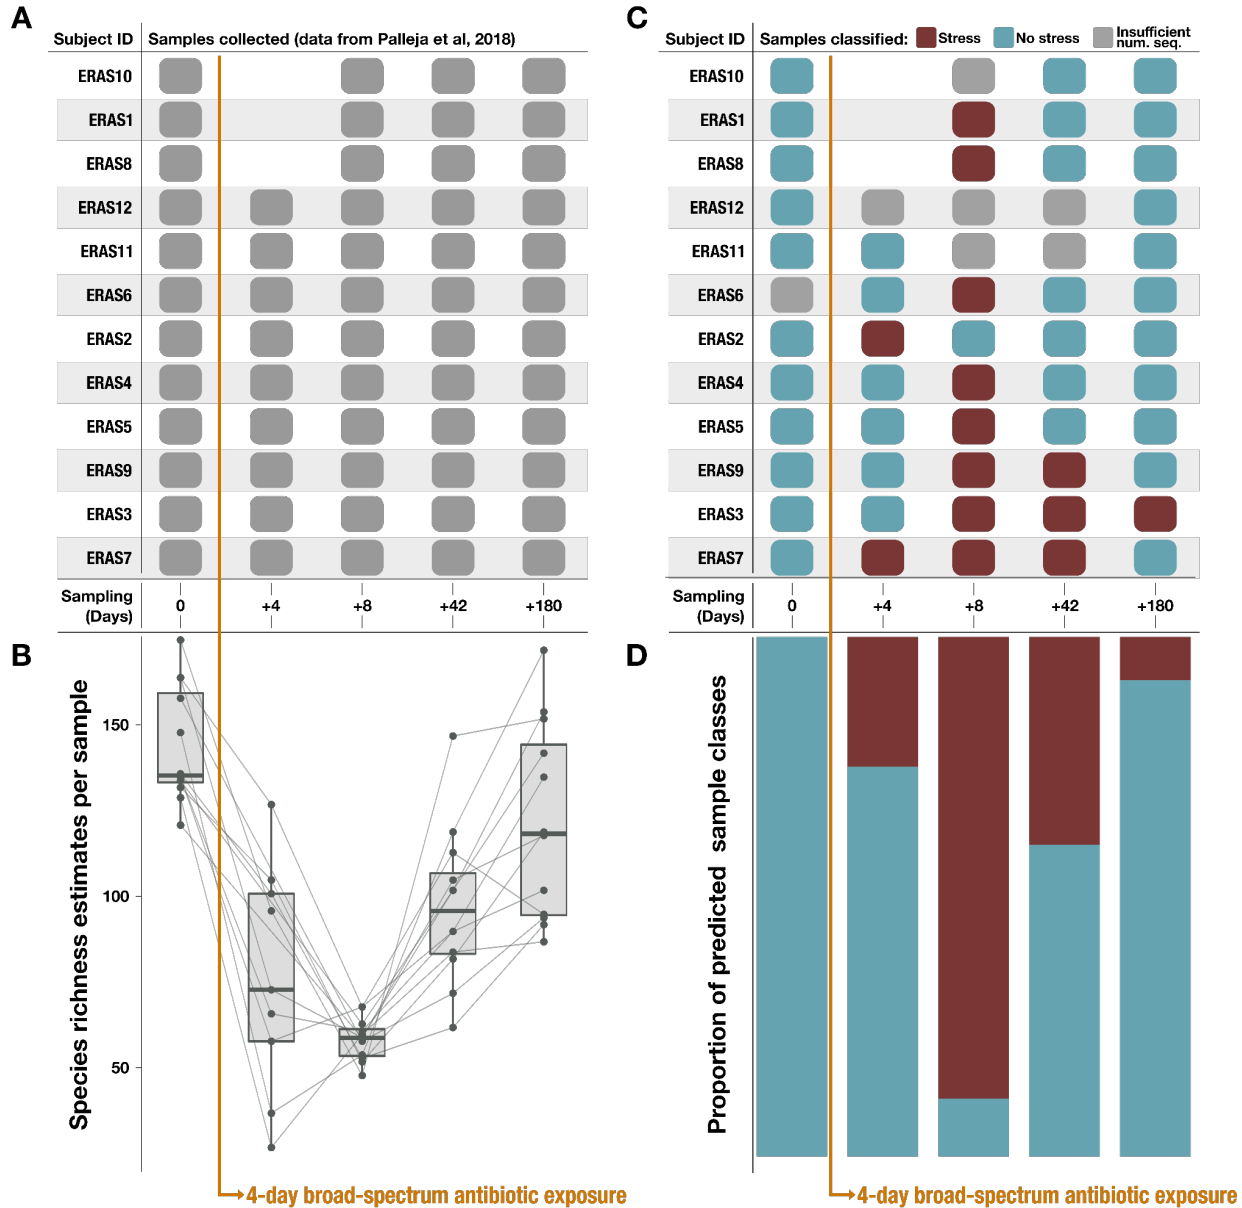 A
Subject ID Samples collected (data from Palleja et al, 2018)
ERAS10
ERAS1
ERAS8
ERAS12
ERAS11
ERAS6
ERAS2
ERAS4
ERAS5
ERAS9
ERAS3
ERAS7
Sampling
(Days)
0 +4 +8 +42 +180
B
Species richness estimates per sample
150
100
50
4-day broad-spectrum antibiotic exposure
C
Subject ID Samples classified: Stress No stress Insufficient
num. seq.
ERAS10
ERAS1
ERAS8
ERAS12
ERAS11
ERAS6
ERAS2
ERAS4
ERAS5
ERAS9
ERAS3
ERAS7
Sampling
(Days)
0 +4 +8 +42 +180
D
Proportion of predicted sample classes
4-day broad-spectrum antibiotic exposure